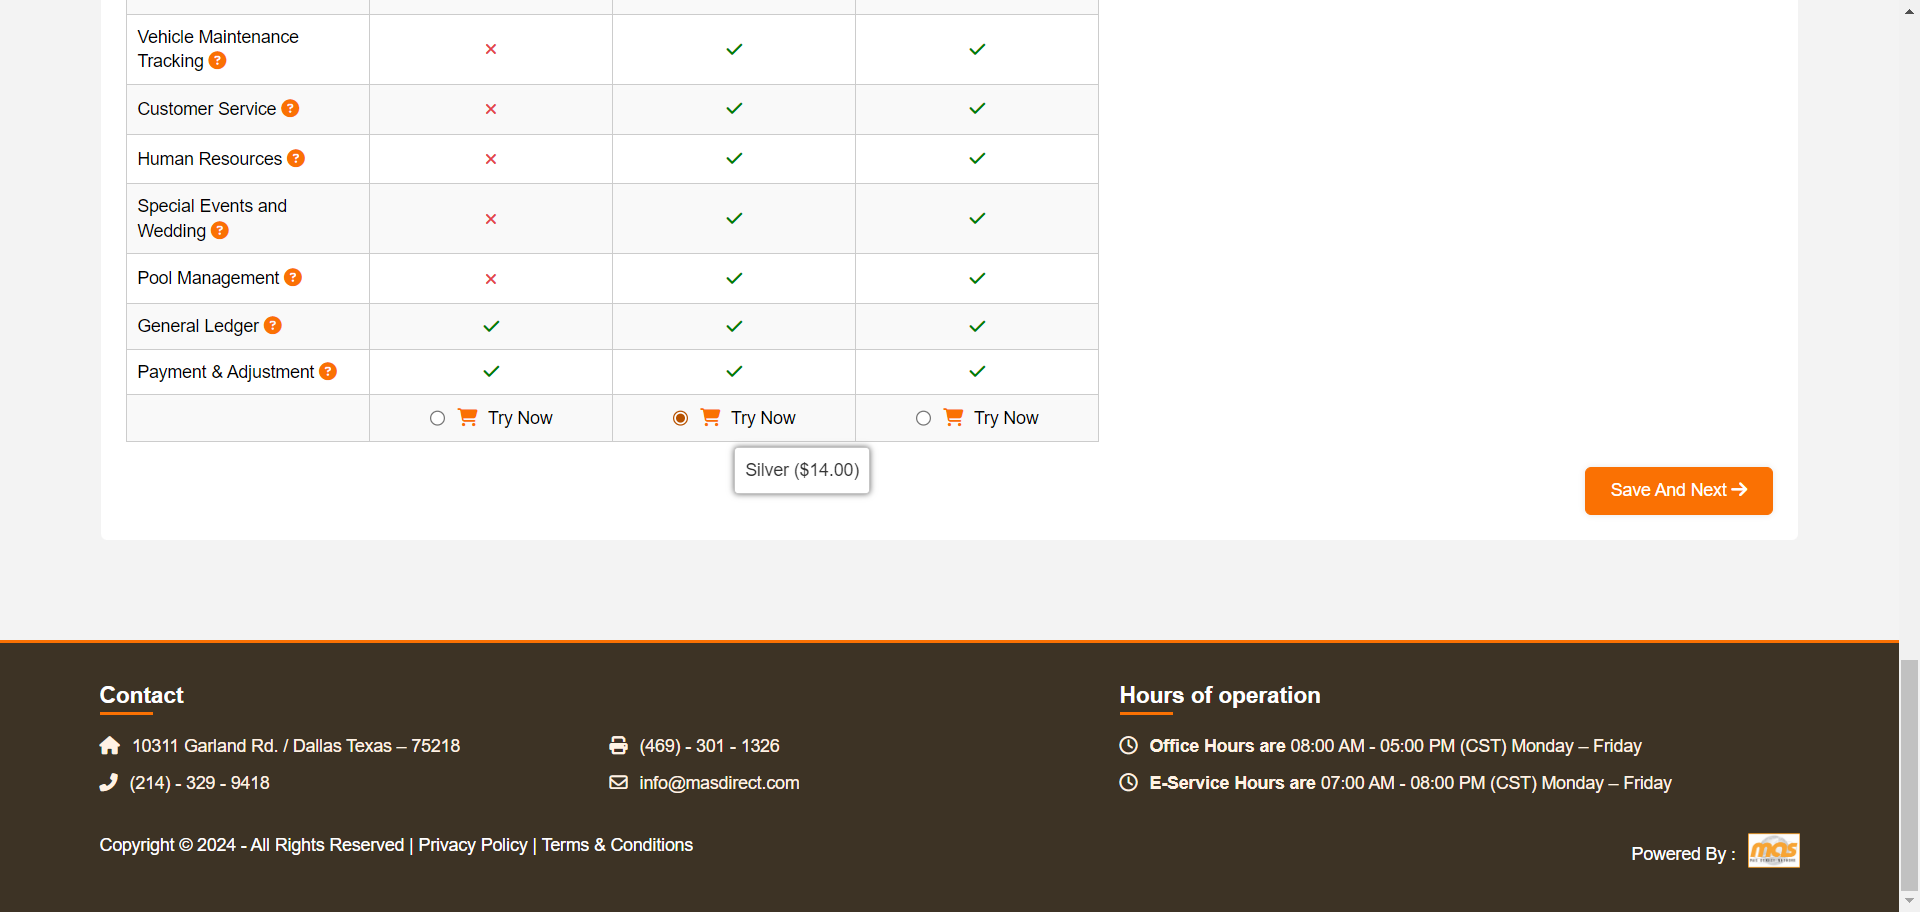 Vehicle Maintenance
Tracking ?
Customer Service ?
Human Resources ?
Special Events and
Wedding ?
Pool Management ?
General Ledger ?
Payment & Adjustment ?
Try Now Try Now Try Now
Silver ($14.00)
Save And Next
Contact
10311 Garland Rd. / Dallas Texas – 75218
(469) - 301 - 1326
(214) - 329 - 9418
info@masdirect.com
Hours of operation
Office Hours are 08:00 AM - 05:00 PM (CST) Monday – Friday
E-Service Hours are 07:00 AM - 08:00 PM (CST) Monday – Friday
Copyright © 2024 - All Rights Reserved | Privacy Policy | Terms & Conditions
Powered By :
mas